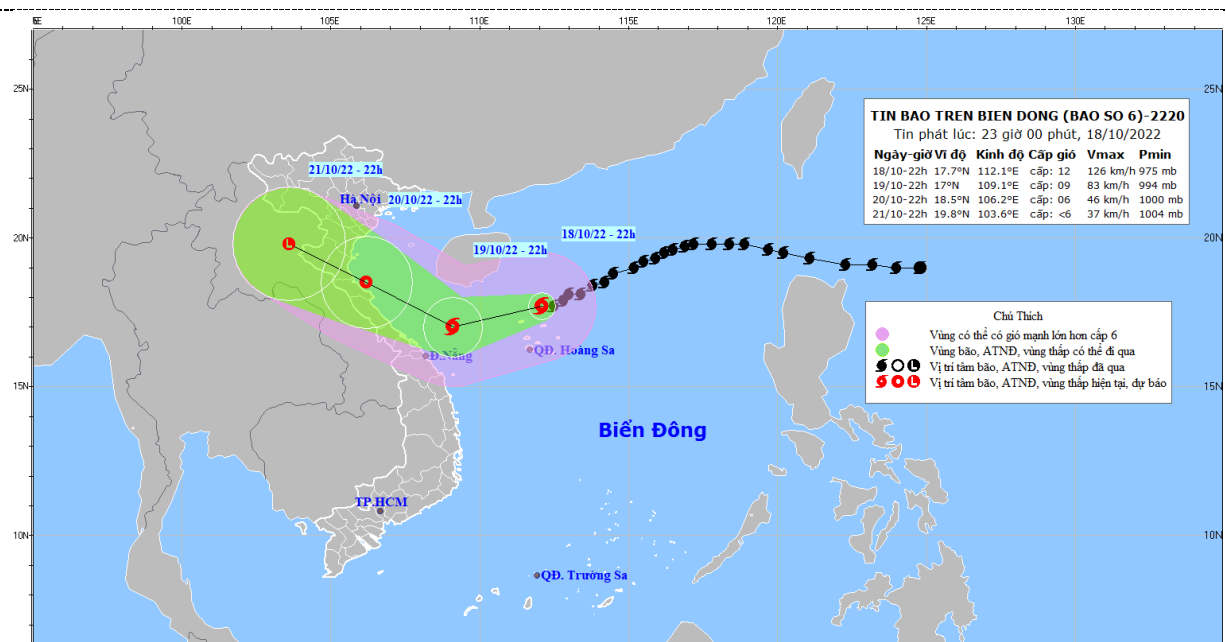 E
100E
105E
110E
115E
120E
125E
130E
25N
25N
TIN BAO TREN BIEN DONG (BAO SO 6)-2220
Tin phát lúc: 23 giờ 00 phút, 18/10/2022
Ngày-giờ Vĩ độ Kinh độ Cấp gió Vmax Pmin
18/10-22h 17.7°N 112.1°E cấp: 12 126 km/h 975 mb
19/10-22h 17°N 109.1°E cấp: 09 83 km/h 994 mb
20/10-22h 18.5°N 106.2°E cấp: 06 46 km/h 1000 mb
21/10-22h 19.8°N 103.6°E cấp: <6 37 km/h 1004 mb
21/10/22 - 22h
Hà Nội
20/10/22 - 22h
18/10/22 - 22h
19/10/22 - 22h
20N
20N
L
Chú Thích
Vùng có thể có gió mạnh lớn hơn cấp 6
Vùng bão, ATNĐ, vùng thấp có thể đi qua
L Vị trí tâm bão, ATNĐ, vùng thấp đã qua
L Vị trí tâm bão, ATNĐ, vùng thấp hiện tại, dự báo
Đ.Nẵng
QĐ. Hoàng Sa
15N
15N
Biển Đông
TP.HCM
10N
10N
QĐ. Trường Sa